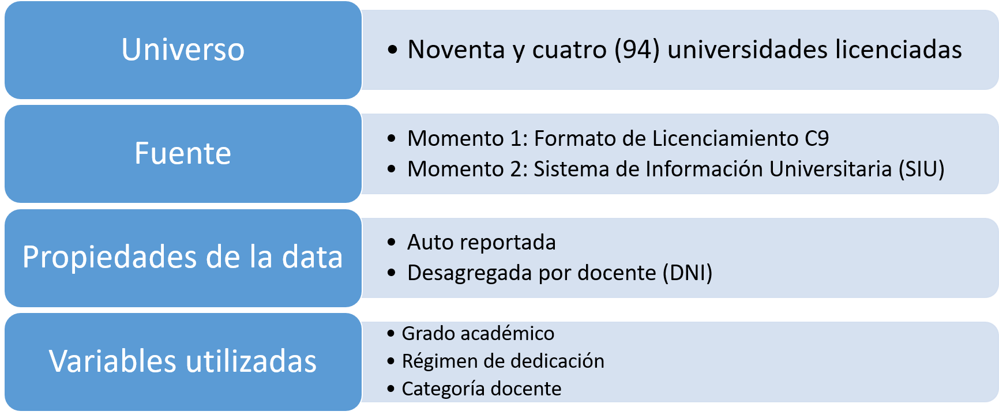 Universo
• Noventa y cuatro (94) universidades licenciadas
Fuente
• Momento 1: Formato de Licenciamiento C9
• Momento 2: Sistema de Información Universitaria (SIU)
Propiedades de la data
• Auto reportada
• Desagregada por docente (DNI)
Variables utilizadas
• Grado académico
• Régimen de dedicación
• Categoría docente